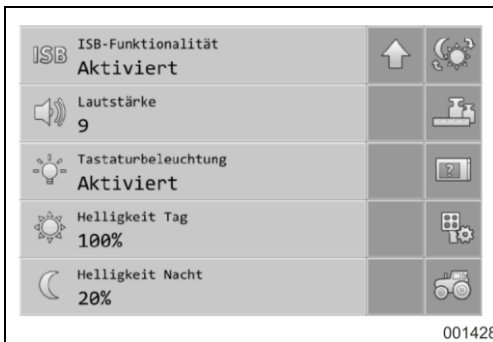 ISB
ISB-Funktionalität
Aktiviert
Lautstärke
9
Tastaturbeleuchtung
Aktiviert
?
Helligkeit Tag
100%
Helligkeit Nacht
20%
001428